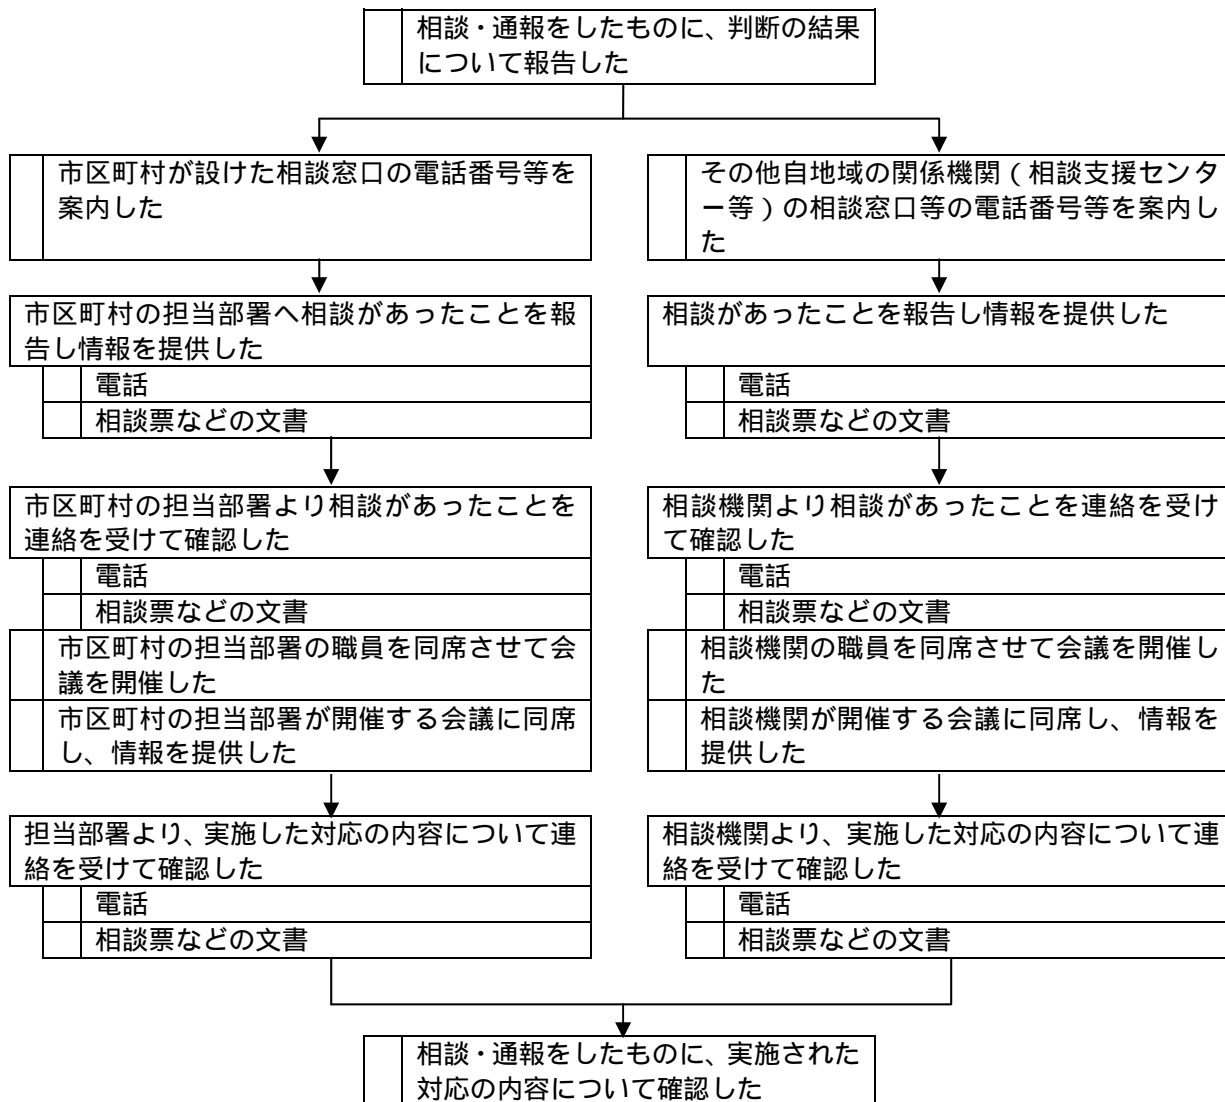 相談・通報をしたものに、判断の結果
について報告した
市区町村が設けた相談窓口の電話番号等を
案内した
その他自地域の関係機関(相談支援センタ
ー等)の相談窓口等の電話番号等を案内し
た
市区町村の担当部署へ相談があったことを報
告し情報を提供した
電話
相談票などの文書
相談があったことを報告し情報を提供した
電話
相談票などの文書
市区町村の担当部署より相談があったことを
連絡を受けて確認した
電話
相談票などの文書
市区町村の担当部署の職員を同席させて会
議を開催した
市区町村の担当部署が開催する会議に同席
し、情報を提供した
相談機関より相談があったことを連絡を受け
て確認した
電話
相談票などの文書
相談機関の職員を同席させて会議を開催し
た
相談機関が開催する会議に同席し、情報を
提供した
担当部署より、実施した対応の内容について連
絡を受けて確認した
電話
相談票などの文書
相談機関より、実施した対応の内容について連
絡を受けて確認した
電話
相談票などの文書
相談・通報をしたものに、実施された
対応の内容について確認した